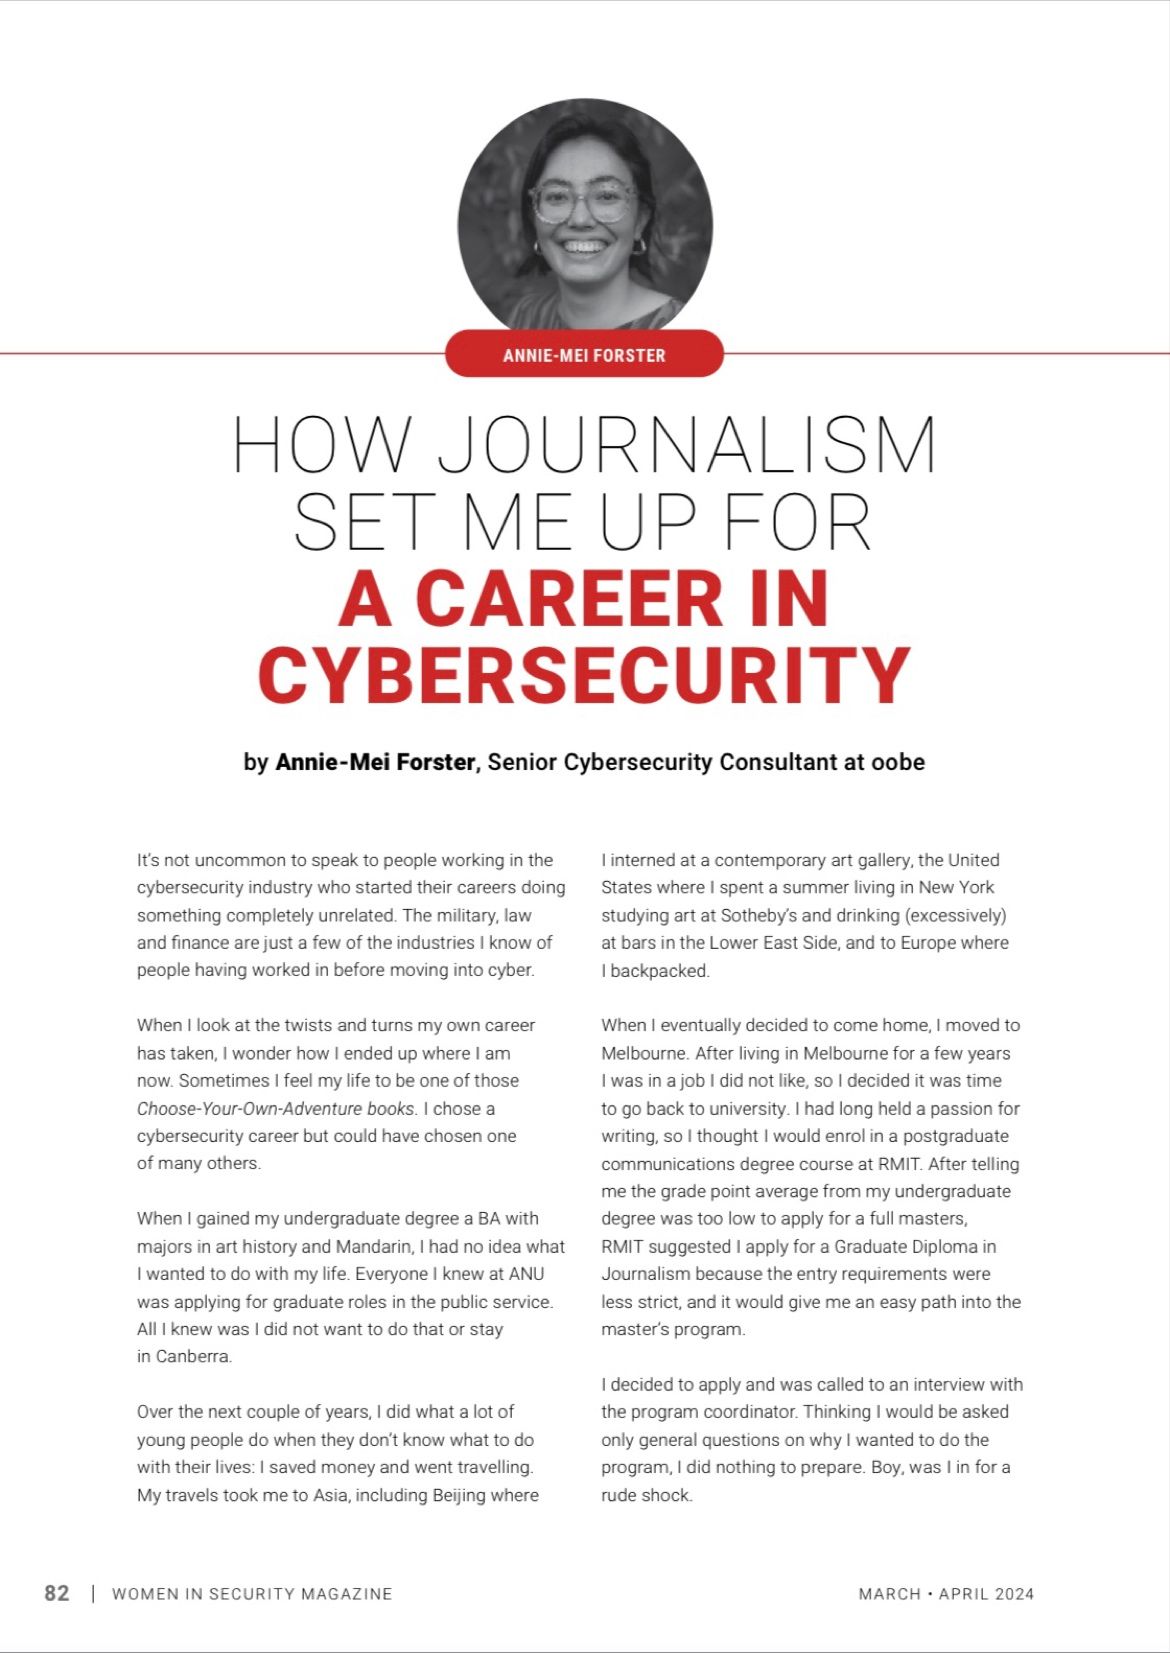 ANNIE-MEI FORSTER
HOW JOURNALISM
SET ME UP FOR
A CAREER IN
CYBERSECURITY
by Annie-Mei Forster, Senior Cybersecurity Consultant at oobe
It's not uncommon to speak to people working in the
cybersecurity industry who started their careers doing
something completely unrelated. The military, law
and finance are just a few of the industries I know of
people having worked in before moving into cyber.
When I look at the twists and turns my own career
has taken, I wonder how I ended up where I am
now. Sometimes I feel my life to be one of those
Choose-Your-Own-Adventure books. I chose a
cybersecurity career but could have chosen one
of many others.
When I gained my undergraduate degree a BA with
majors in art history and Mandarin, I had no idea what
I wanted to do with my life. Everyone I knew at ANU
was applying for graduate roles in the public service.
All I knew was I did not want to do that or stay
in Canberra.
Over the next couple of years, I did what a lot of
young people do when they don't know what to do
with their lives: I saved money and went travelling.
My travels took me to Asia, including Beijing where
I interned at a contemporary art gallery, the United
States where I spent a summer living in New York
studying art at Sotheby's and drinking (excessively)
at bars in the Lower East Side, and to Europe where
I backpacked.
When I eventually decided to come home, I moved to
Melbourne. After living in Melbourne for a few years
I was in a job I did not like, so I decided it was time
to go back to university. I had long held a passion for
writing, so I thought I would enrol in a postgraduate
communications degree course at RMIT. After telling
me the grade point average from my undergraduate
degree was too low to apply for a full masters,
RMIT suggested I apply for a Graduate Diploma in
Journalism because the entry requirements were
less strict, and it would give me an easy path into the
master's program.
I decided to apply and was called to an interview with
the program coordinator. Thinking I would be asked
only general questions on why I wanted to do the
program, I did nothing to prepare. Boy, was I in for a
rude shock.
82 | WOMEN IN SECURITY MAGAZINE
MARCH • APRIL 2024